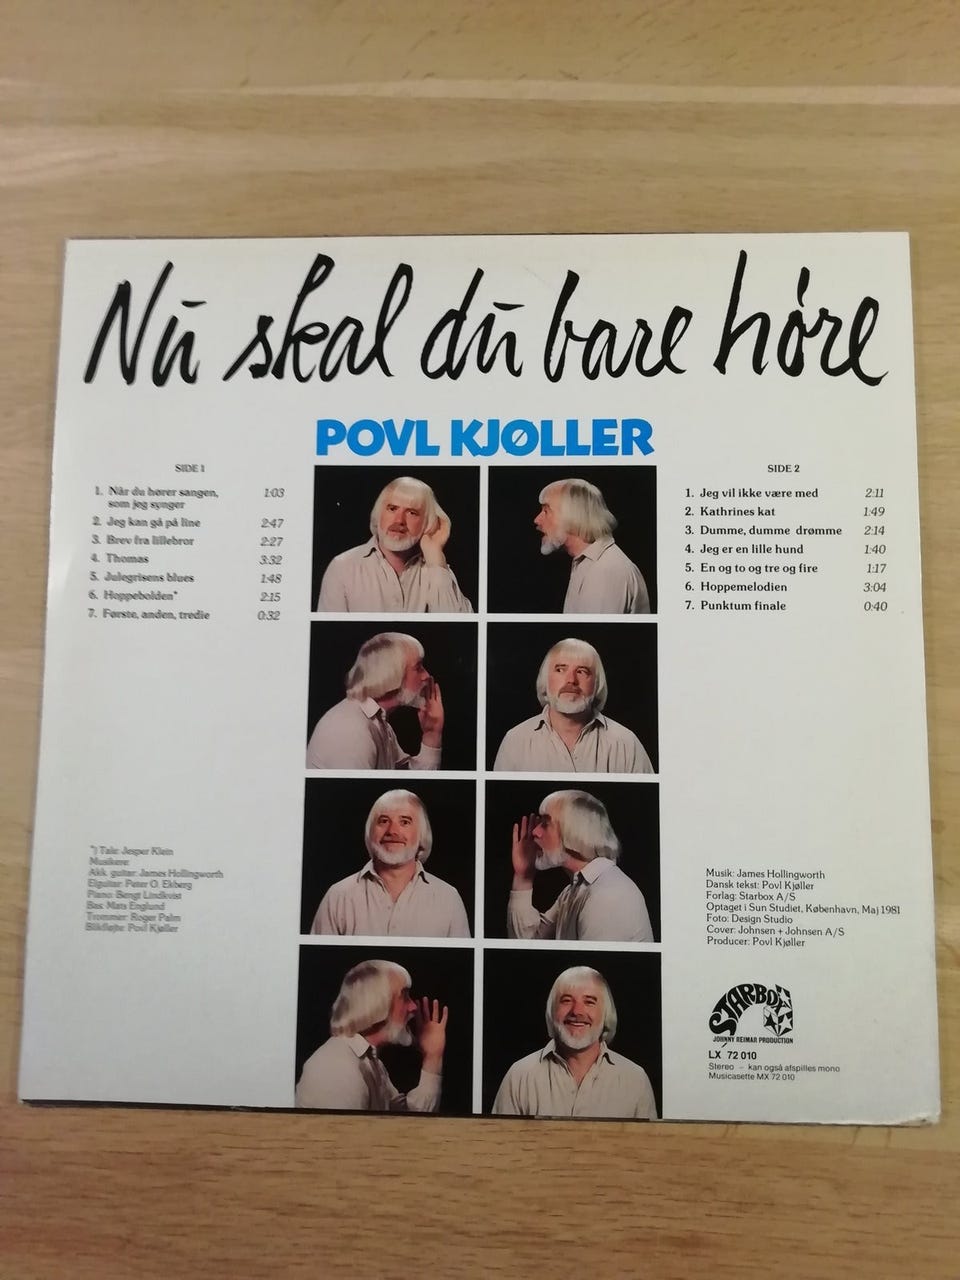 Nu skal du bare høre
POVL KJØLLER
SIDE 1
1. Når du hører sangen, 1:03
som jeg synger
2. Jeg kan gå på line 2:47
3. Brev fra lillebror 2:27
4. Thomas 3:32
5. Julegrisens blues 1:48
6. Hoppebolden* 2:15
7. Første, anden, tredie 0:32
*) Tale: Jesper Klein
Musikere:
Akk. guitar: James Hollingworth
Elguitar: Peter O. Ekberg
Piano: Bengt Lindkvist
Bas: Mats Englund
Trommer: Roger Palm
Blikfløjte: Povl Kjøller
SIDE 2
1. Jeg vil ikke være med 2:11
2. Kathrines kat 1:49
3. Dumme, dumme drømme 2:14
4. Jeg er en lille hund 1:40
5. En og to og tre og fire 1:17
6. Hoppemelodien 3:04
7. Punktum finale 0:40
Musik: James Hollingworth
Dansk tekst: Povl Kjøller
Forlag: Starbox A/S
Optaget i Sun Studiet, København, Maj 1981
Foto: Design Studio
Cover: Johnsen + Johnsen A/S
Producer: Povl Kjøller
STARBOX
JOHNNY REIMAR PRODUCTION
LX 72 010
Stereo – kan også afspilles mono
Musicasette MX 72 010